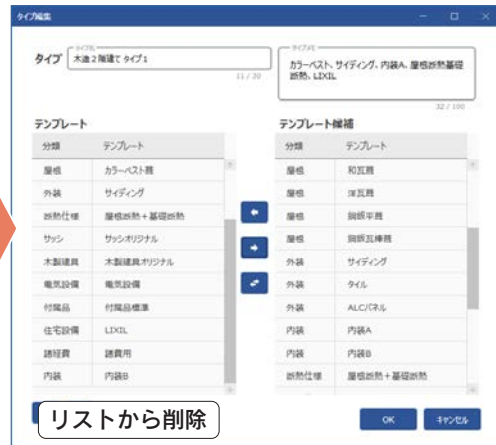 タイプ編集
タイプ名
タイプ 木造2階建て タイプ1
11 / 30
タイプメモ
カラーベスト、サイディング、内装A、屋根断熱基礎
断熱、LIXIL
32 / 100
テンプレート
分類 テンプレート
屋根 カラーベスト葺
外装 サイディング
断熱仕様 屋根断熱+基礎断熱
サッシ サッシオリジナル
木製建具 木製建具オリジナル
電気設備 電気設備
付属品 付属品標準
住宅設備 LIXIL
諸経費 諸費用
内装 内装B
テンプレート候補
分類 テンプレート
屋根 和瓦葺
屋根 洋瓦葺
屋根 鋼板平葺
屋根 鋼板瓦棒葺
外装 サイディング
外装 タイル
外装 ALCパネル
内装 内装A
内装 内装B
断熱仕様 屋根断熱+基礎断熱
リストから削除
OK キャンセル